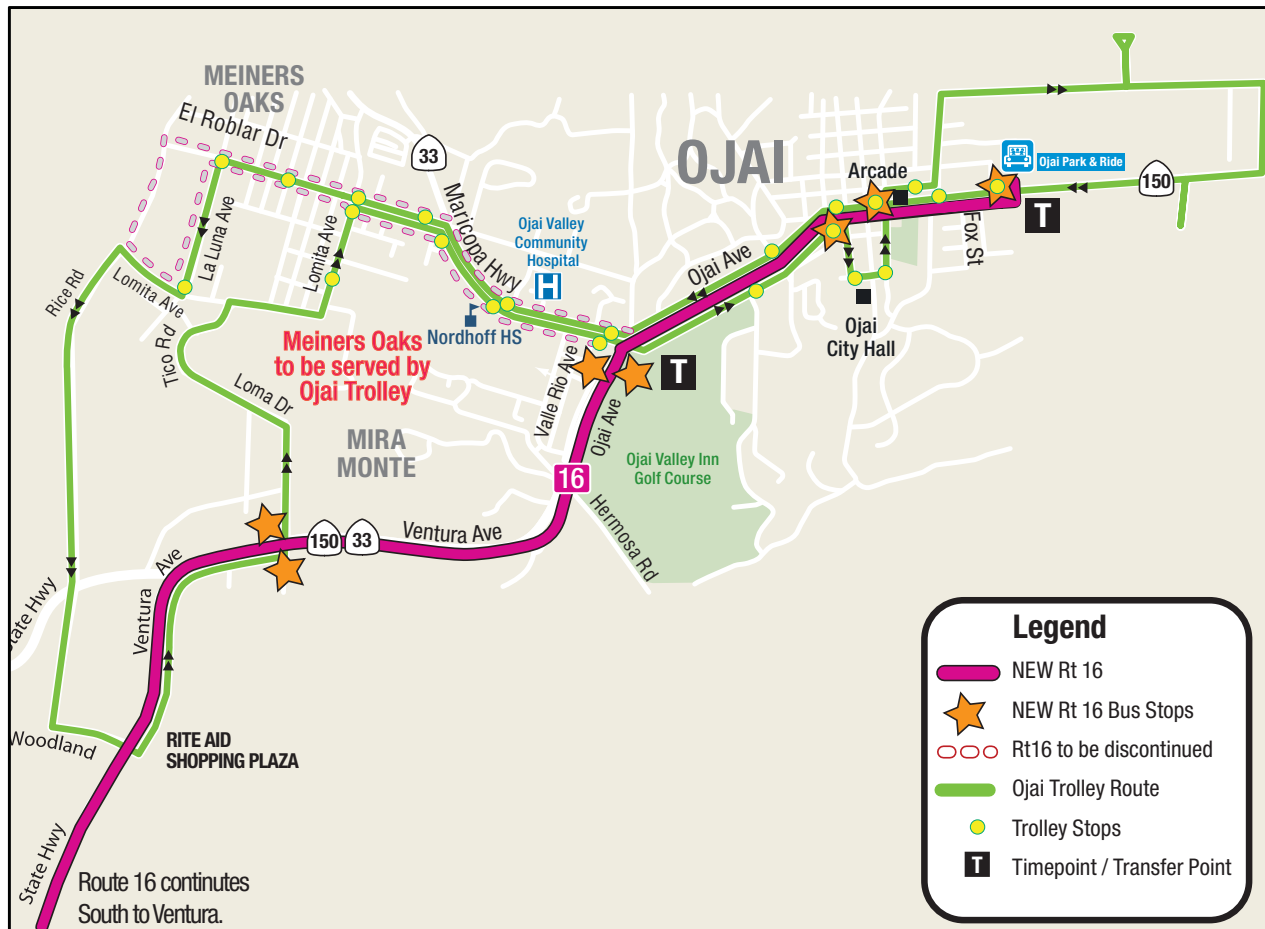 MEINERS
OAKS
El Roblar Dr
33
Maricopa Hwy
OJAI
Arcade
Ojai Park & Ride
150
T
Fox St
Ojai Valley
Community
Hospital
H
Ojai Ave
La Luna Ave
Lomita Ave
Rice Rd
Lomita Ave
Tico Rd
Nordhoff HS
Ojai
City Hall
Meiners Oaks
to be served by
Ojai Trolley
T
Valle Rio Ave
Ojai Ave
Loma Dr
MIRA
MONTE
16
Ojai Valley Inn
Golf Course
Hermosa Rd
150
33
Ventura Ave
Ventura
Ave
State Hwy
Woodland
RITE AID
SHOPPING PLAZA
State Hwy
Route 16 continutes
South to Ventura.
Legend
NEW Rt 16
NEW Rt 16 Bus Stops
Rt16 to be discontinued
Ojai Trolley Route
Trolley Stops
T
Timepoint / Transfer Point